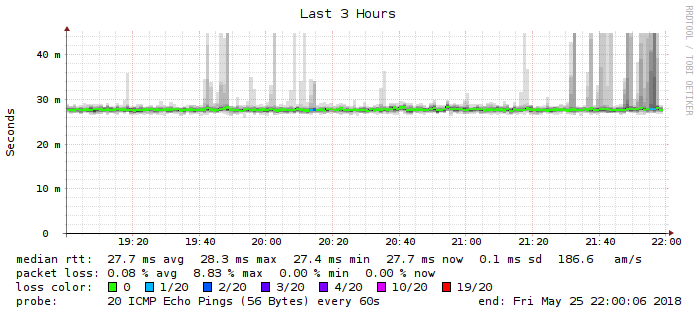 Last 3 Hours
RRDTOOL / TOBI OETIKER
Seconds
40 m
30 m
20 m
10 m
0
19:20 19:40 20:00 20:20 20:40 21:00 21:20 21:40 22:00
median rtt: 27.7 ms avg 28.3 ms max 27.4 ms min 27.7 ms now 0.1 ms sd 186.6 am/s
packet loss: 0.08 % avg 8.83 % max 0.00 % min 0.00 % now
loss color: 0 1/20 2/20 3/20 4/20 10/20 19/20
probe: 20 ICMP Echo Pings (56 Bytes) every 60s end: Fri May 25 22:00:06 2018